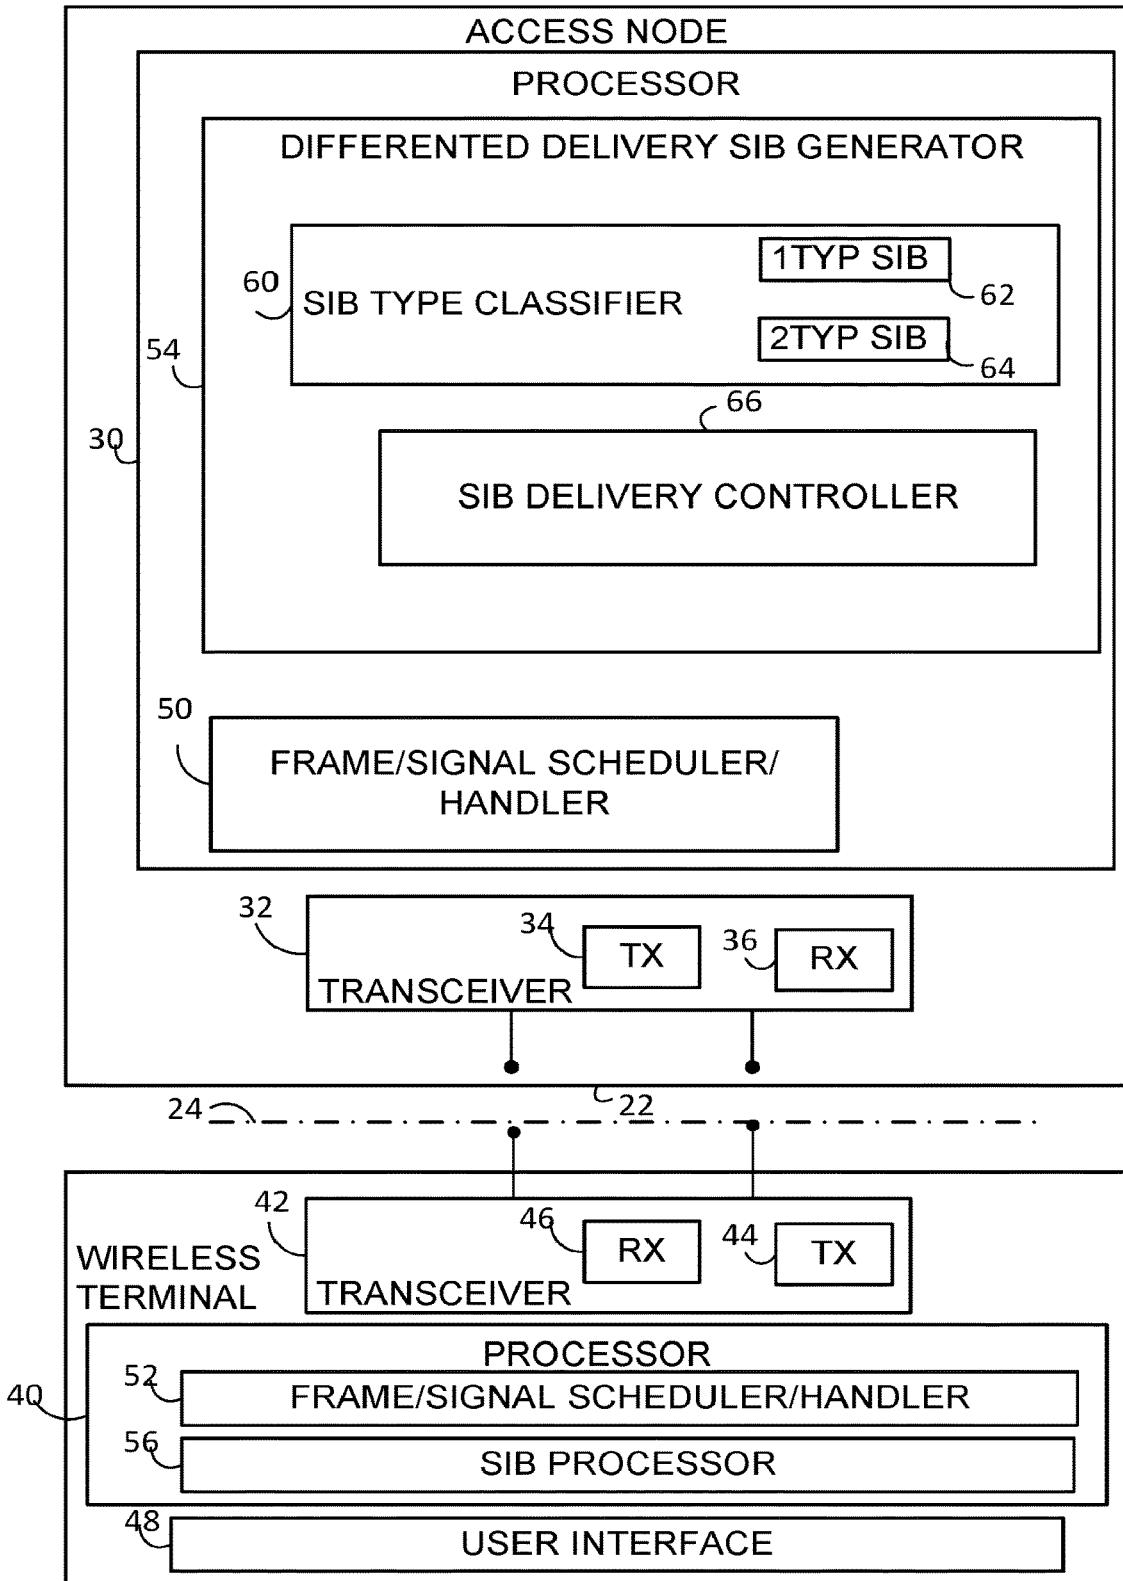 ACCESS NODE
PROCESSOR
DIFFERENTED DELIVERY SIB GENERATOR
1TYP SIB
60
62
SIB TYPE CLASSIFIER
2TYP SIB
54
64
66
30
SIB DELIVERY CONTROLLER
50
FRAME/SIGNAL SCHEDULER/
HANDLER
32
34
36
TX
RX
TRANSCEIVER
24
22
42
46
44
RX
TX
WIRELESS
TERMINAL
TRANSCEIVER
PROCESSOR
52
40
FRAME/SIGNAL SCHEDULER/HANDLER
56
SIB PROCESSOR
48
USER INTERFACE